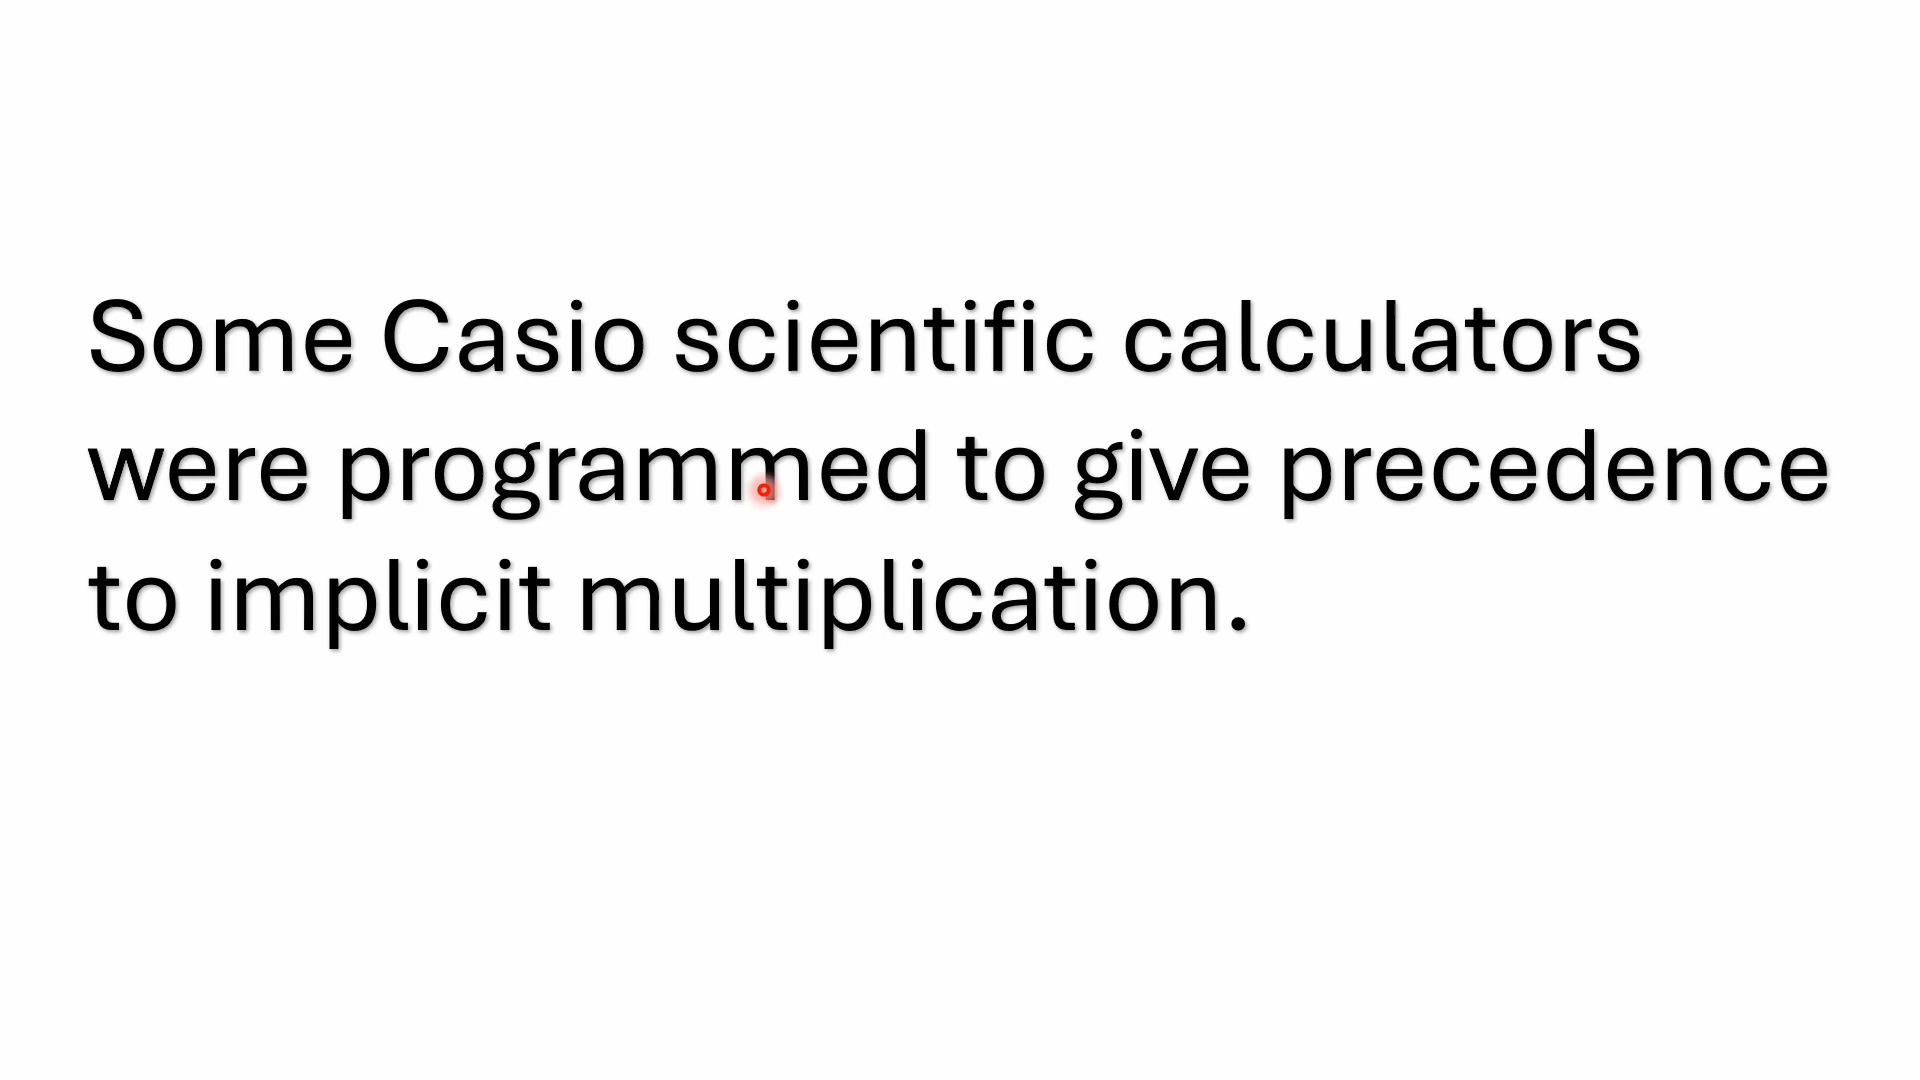 Some Casio scientific calculators
were programmed to give precedence
to implicit multiplication.